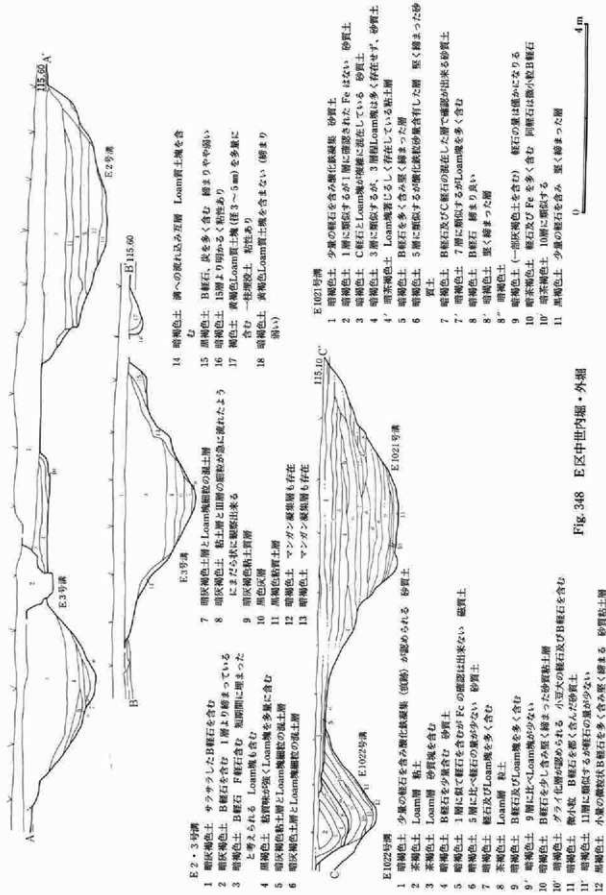 A
115.60
A'
E3号溝
E2号溝
B
E3号溝
B'
115.60
E2・3号溝
1 暗灰褐色土 サラサラしたB軽石を含む
2 暗灰褐色土 B軽石を含む 1層より締まっている
3 暗褐色土 B軽石 F軽石含む 短期間に埋まった
と考えられる Loam塊も含む
4 黒褐色土 粘質味が強くLoam塊を多量に含む
5 暗灰褐色粘土層とLoam塊細粒の混土層
6 暗灰褐色土層とLoam塊細粒の混土層
7 暗灰褐色土層とLoam塊細粒の混土層
8 暗灰褐色土 粘土層と田層の細粒が急に流れたよう
にまだら状に観察出来る
9 暗灰褐色粘土質層
10 黒色灰層
11 黒褐色粘質土層
12 暗褐色土 マンガン凝集層も存在
13 暗褐色土 マンガン凝集層も存在
14 暗褐色土 溝への流れ込み互層 Loam質土塊を含
む
15 黒褐色土 B軽石、炭を多く含む 締まりやや弱い
16 暗褐色土 15層より明かるく粘性あり
17 褐色土 黄褐色Loam質土塊(径3〜5㎜)を多量に
含む 一括埋没土 粘性あり
18 暗褐色土 黄褐色Loam質土塊を含まない (締まり
弱い)
C
E1022号溝
E1021号溝
115.10
C'
E1022号溝
1 暗褐色土 少量の軽石を含み酸化鉄凝集(痕跡)が認められる 砂質土
2 茶褐色土 Loam層 粘土
3 茶褐色土 Loam層 砂質塊を含む
4 暗褐色土 B軽石を少量含む 砂質土
5 暗褐色土 1層に似て軽石を含むがFeの確認は出来ない 砂質土
6 暗褐色土 5層に比べ軽石の量が少ない 砂質土
7 暗褐色土 軽石及びLoam塊を多く含む
8 茶褐色土 Loam層 粒土
9 暗褐色土 B軽石及びLoam塊を多く含む
9' 暗褐色土 9層に比べLoam塊が少ない
10 暗褐色土 B軽石を少し含み堅く締まった砂質粘土層
10' 暗褐色土 グライ化層が認められる 小豆大の軽石及びB軽石を含む
11 暗褐色土 微小粒 B軽石を都く含んだ砂質土
11' 暗褐色土 11層に類似するが軽石の量が少ない
12 黒褐色土 小量の微粒状B軽石を多く含み堅く締まる 砂質粘土層
E1021号溝
1 暗褐色土 少量の軽石を含み酸化鉄凝集 砂質土
2 暗褐色土 1層に類似するが1層に確認されたFeはない 砂質土
3 暗褐色土 C軽石とLoam塊が複雑に混在している 砂質土
4 暗褐色土 3層に類似するが、3層程Loam塊は多く存在せず、砂質土
4' 暗茶褐色土 Loam塊著じるしく存在している粘土層
5 暗褐色土 B軽石を多く含み堅く締まった層
6 暗褐色土 5層に類似するが酸化鉄粒砂量含有した層 堅く締まった砂
質土
7 暗褐色土 B軽石及びC軽石の混在した層で確認が出来る砂質土
7' 暗褐色土 7層に類似するがLoam塊を多く含む
8 暗褐色土 B軽石 締まり良い
8' 暗褐色土 堅く締まった層
8" 暗褐色土
9 暗褐色土 (一部灰褐色土を含む) 軽石の量は僅かになりる
10 暗茶褐色土 軽石及びFeを多く含む 同軽石は微小粒B軽石
10' 暗茶褐色土 10層に類似する
11 黒褐色土 少量の軽石を含み 堅く締まった層
0
4m
Fig. 348 E区中世内堀・外堀